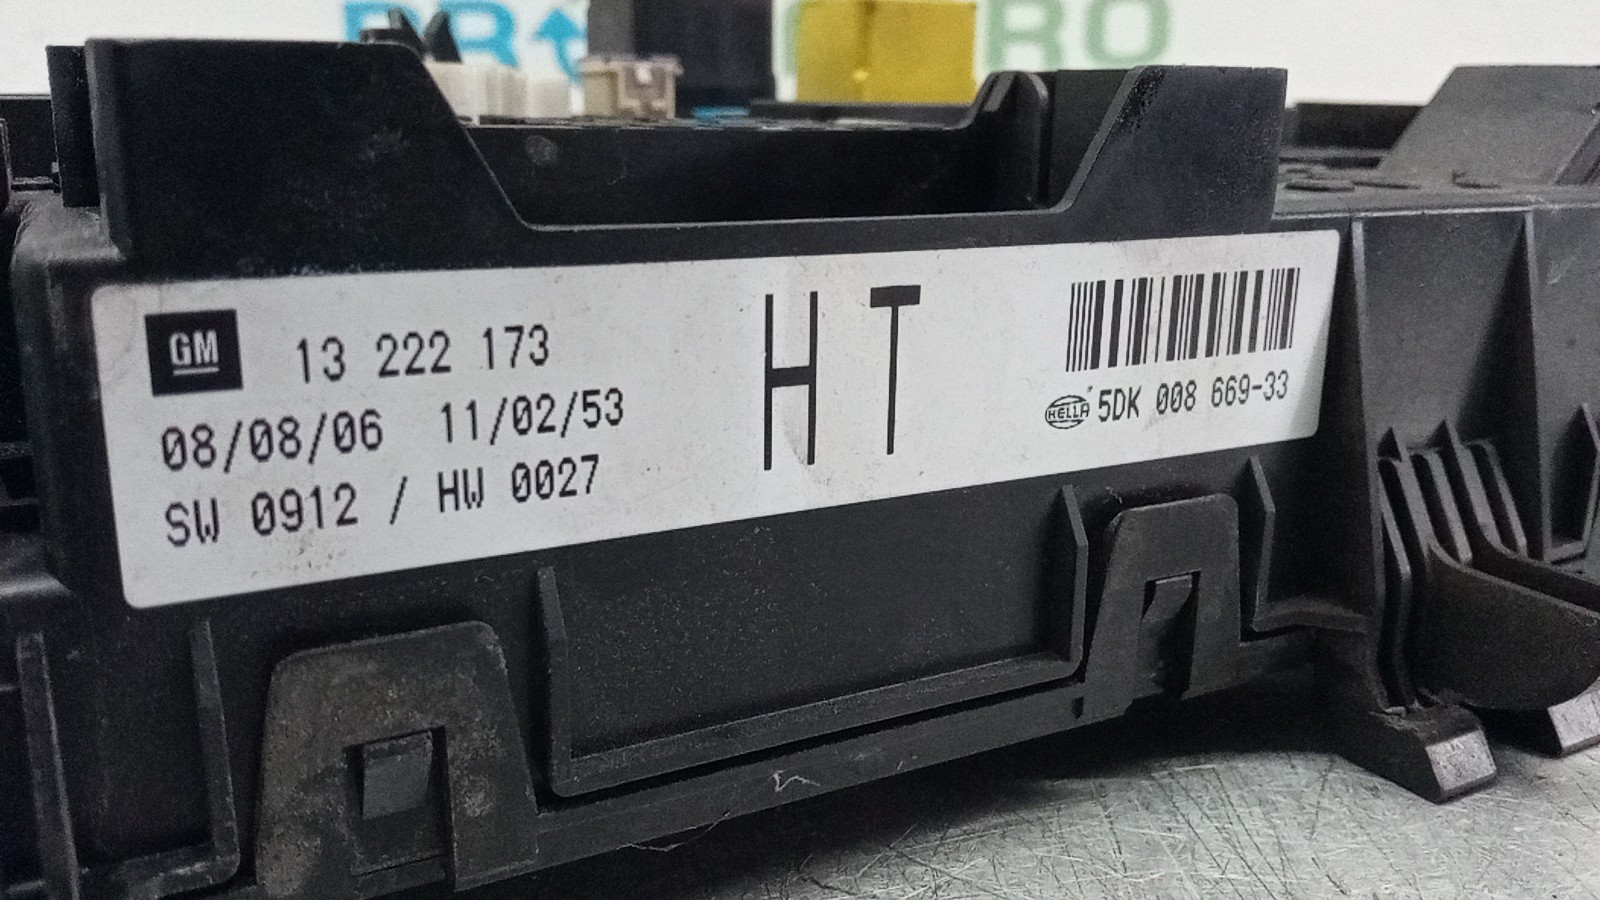 GM 13 222 173
08/08/06 11/02/53
SW 0912 / HW 0027
HT
HELLA 5DK 008 669-33